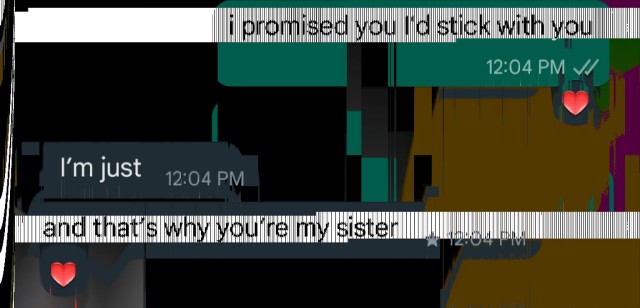 i promised you I'd stick with you
12:04 PM
I'm just
12:04 PM
and that's why you're my sister
12:04 PM